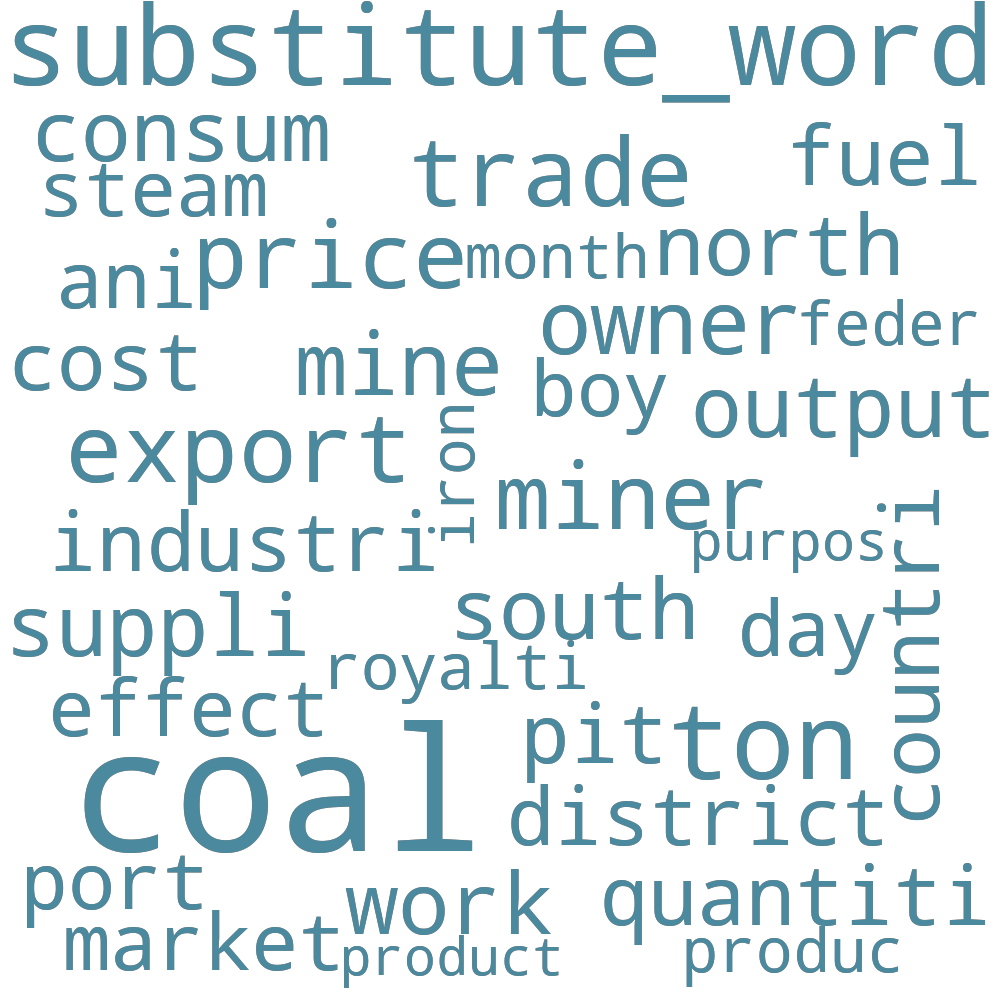 substitute_word
consum
trade
fuel
steam
price
month
north
ani
owner
feder
cost
mine
boy
output
export
iron
miner
industri
purpos
countri
suppli
south
day
royalti
effect
pit
ton
coal
district
port
work
quantiti
market
product
produc